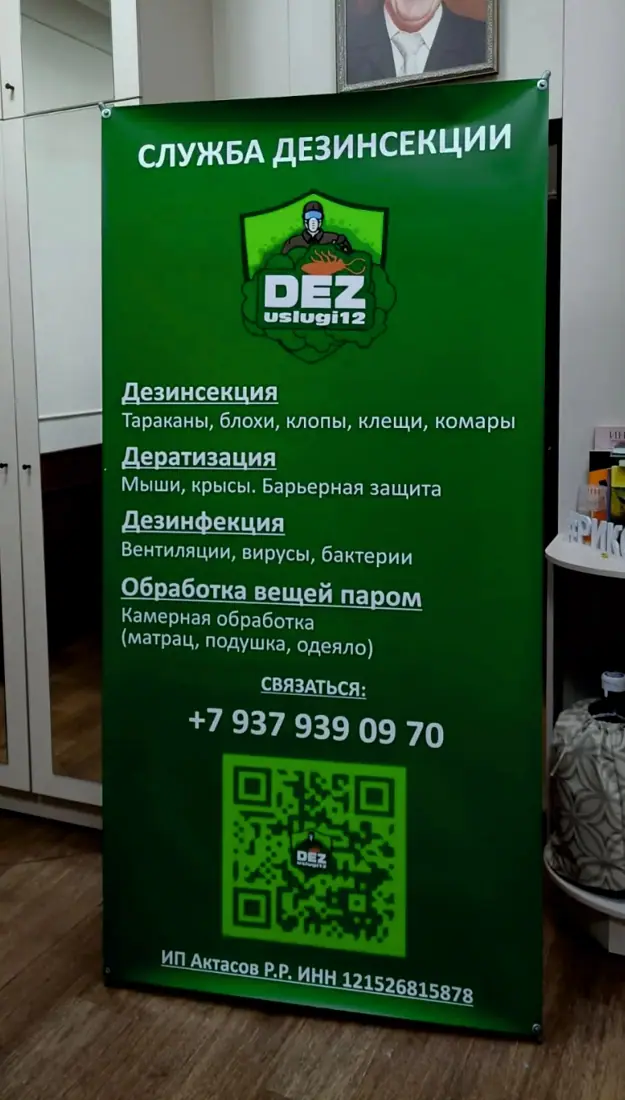 СЛУЖБА ДЕЗИНСЕКЦИИ
DEZ
uslugi12
Дезинсекция
Тараканы, блохи, клопы, клещи, комары
Дератизация
Мыши, крысы. Барьерная защита
Дезинфекция
Вентиляции, вирусы, бактерии
Обработка вещей паром
Камерная обработка
(матрац, подушка, одеяло)
СВЯЗАТЬСЯ:
+7 937 939 09 70
DEZ
uslugi12
ИП Актасов Р.Р. ИНН 121526815878